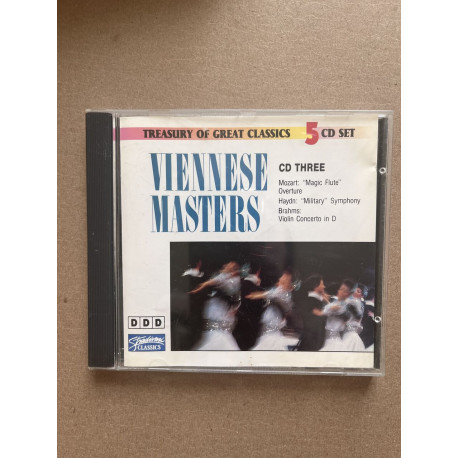 TREASURY OF GREAT CLASSICS 5 CD SET
VIENNESE
MASTERS
CD THREE
Mozart: "Magic Flute"
Overture
Haydn: "Military" Symphony
Brahms:
Violin Concerto in D
DDD
CLASSICS